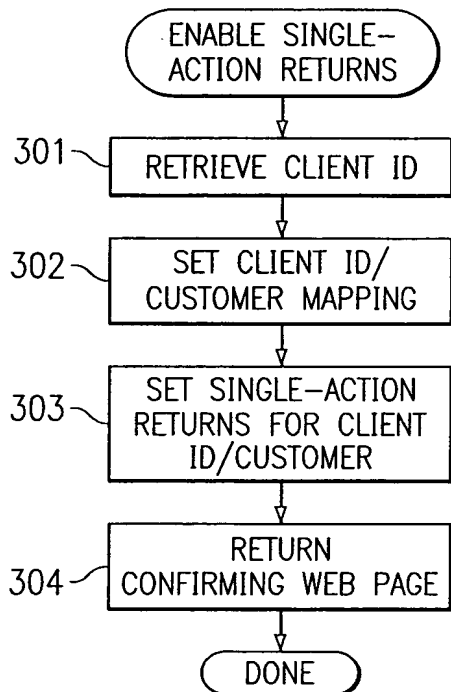 ENABLE SINGLE-
ACTION RETURNS
301
RETRIEVE CLIENT ID
302
SET CLIENT ID/
CUSTOMER MAPPING
303
SET SINGLE-ACTION
RETURNS FOR CLIENT
ID/CUSTOMER
304
RETURN
CONFIRMING WEB PAGE
DONE